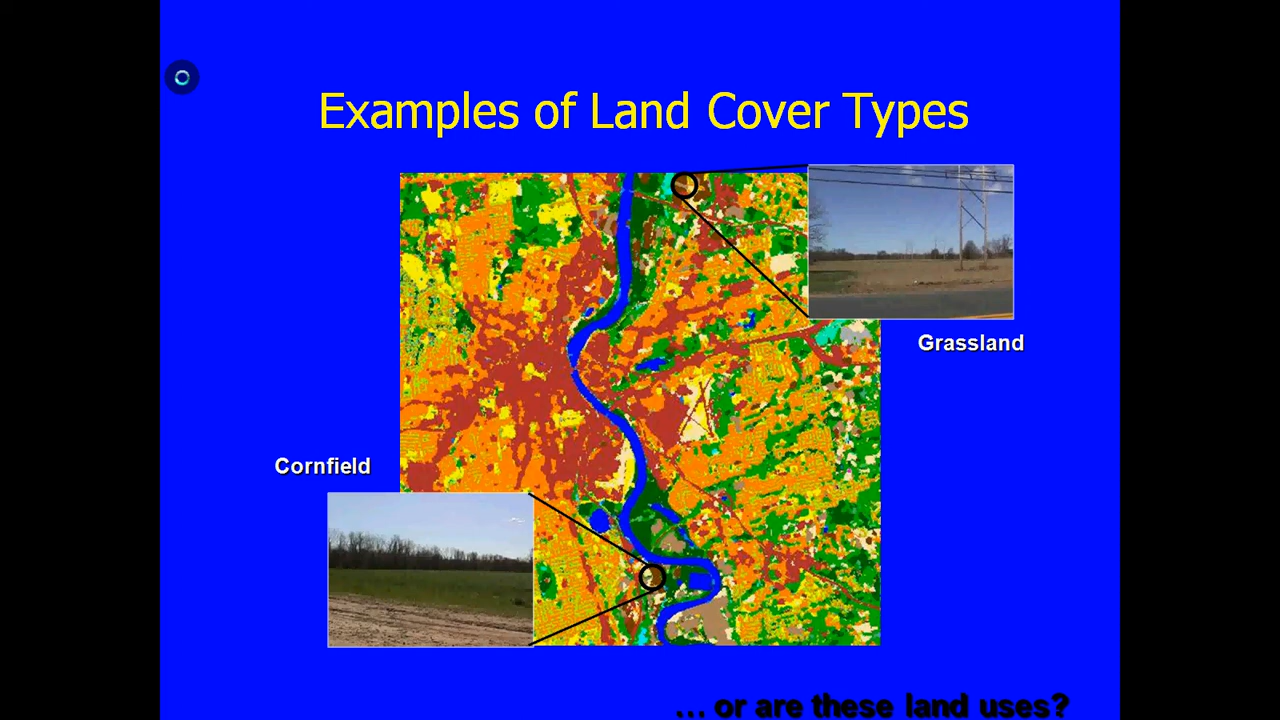 Examples of Land Cover Types
Grassland
Cornfield
… or are these land uses?